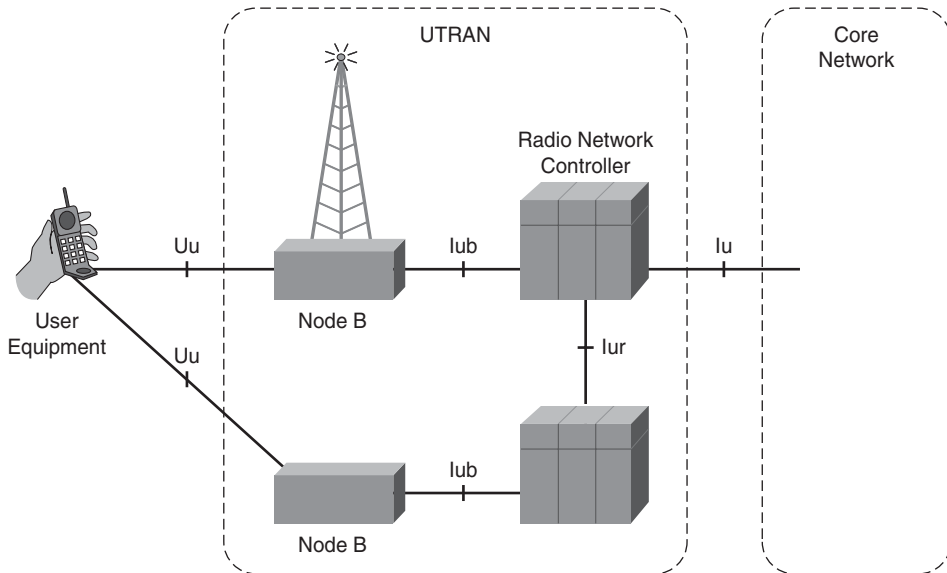 UTRAN
Core
Network
Radio Network
Controller
Uu
Iub
Iu
User
Equipment
Node B
Uu
Iur
Iub
Node B